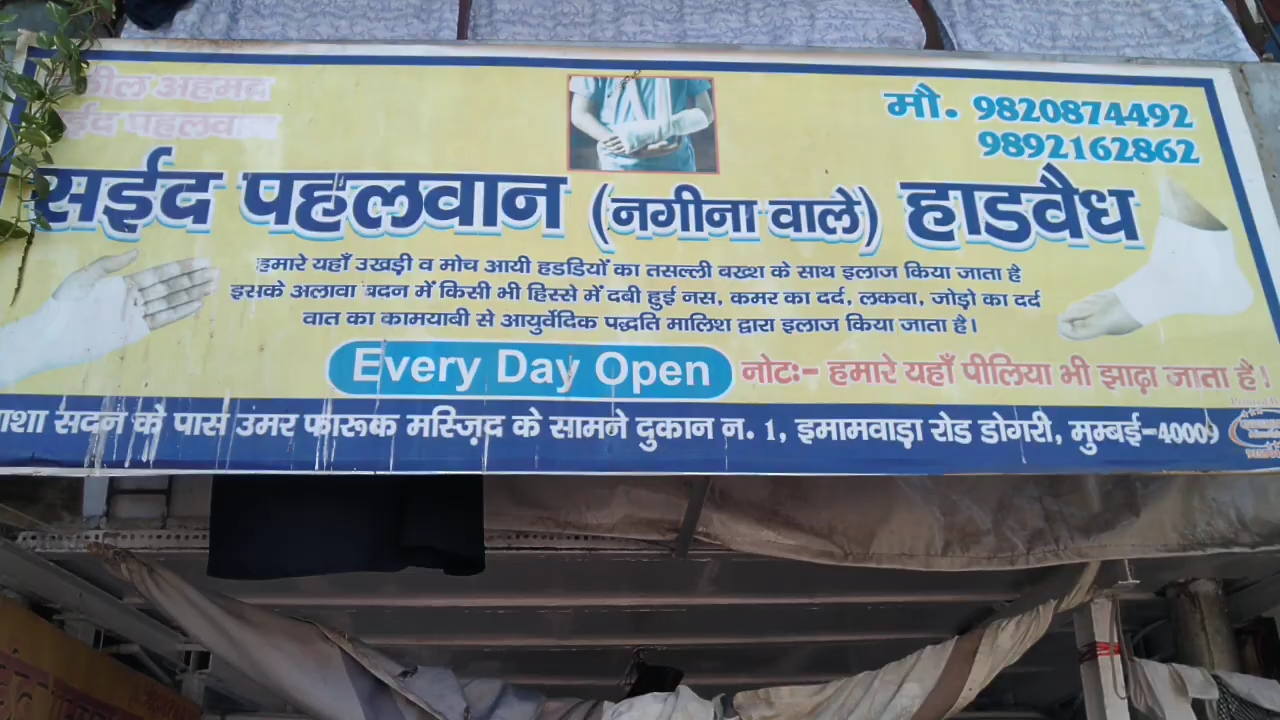 अहमद
पहलवान
मौ. 9820874492
9892162862
सईद पहलवान (नगीना वाले) हाडवैध
हमारे यहाँ उखड़ी व मोच आयी हडडियों का तसल्ली बख्श के साथ इलाज किया जाता है
इसके अलावा बदन में किसी भी हिस्से में दबी हुई नस, कमर का दर्द, लकवा, जोड़ो का दर्द
वात का कामयाबी से आयुर्वेदिक पद्धति मालिश द्वारा इलाज किया जाता है।
Every Day Open
नोटः- हमारे यहाँ पीलिया भी झाढ़ा जाता है!
सदन के पास उमर फारूक मस्ज़िद के सामने दुकान न. 1, इमामवाड़ा रोड डोगरी, मुम्बई-40009